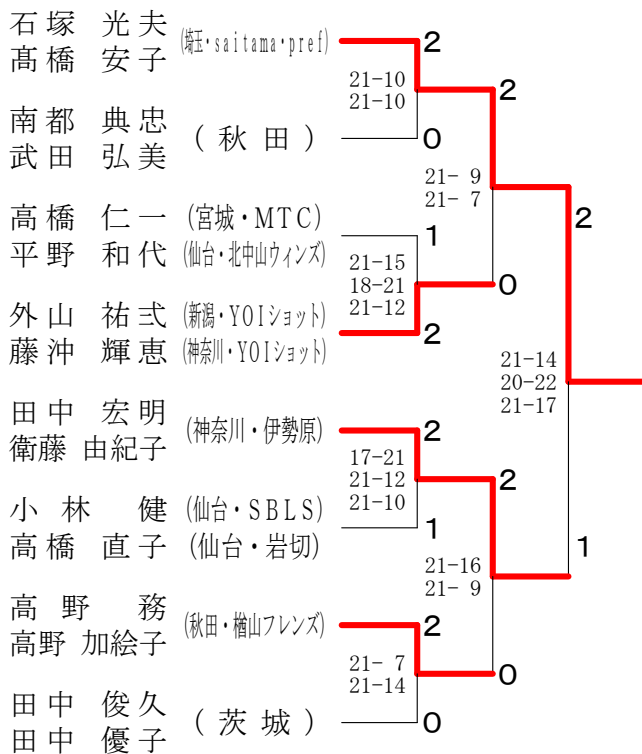 石塚 光夫 (埼玉・saitama・pref) 2
髙橋 安子
21-10
21-10
2
南都 典忠 (秋田) 0
武田 弘美
21- 9
21- 7
2
高橋 仁一 (宮城・MTC) 1
平野 和代 (仙台・北中山ウィンズ)
21-15
18-21
21-12
0
外山 祐弌 (新潟・YOIショット) 2
藤沖 輝恵 (神奈川・YOIショット)
21-14
20-22
21-17
田中 宏明 (神奈川・伊勢原) 2
衛藤 由紀子
17-21
21-12
21-10
2
小林 健 (仙台・SBLS) 1
高橋 直子 (仙台・岩切)
21-16
21- 9
1
高野 務 (秋田・楢山フレンズ) 2
高野 加絵子
21- 7
21-14
0
田中 俊久 (茨城) 0
田中 優子